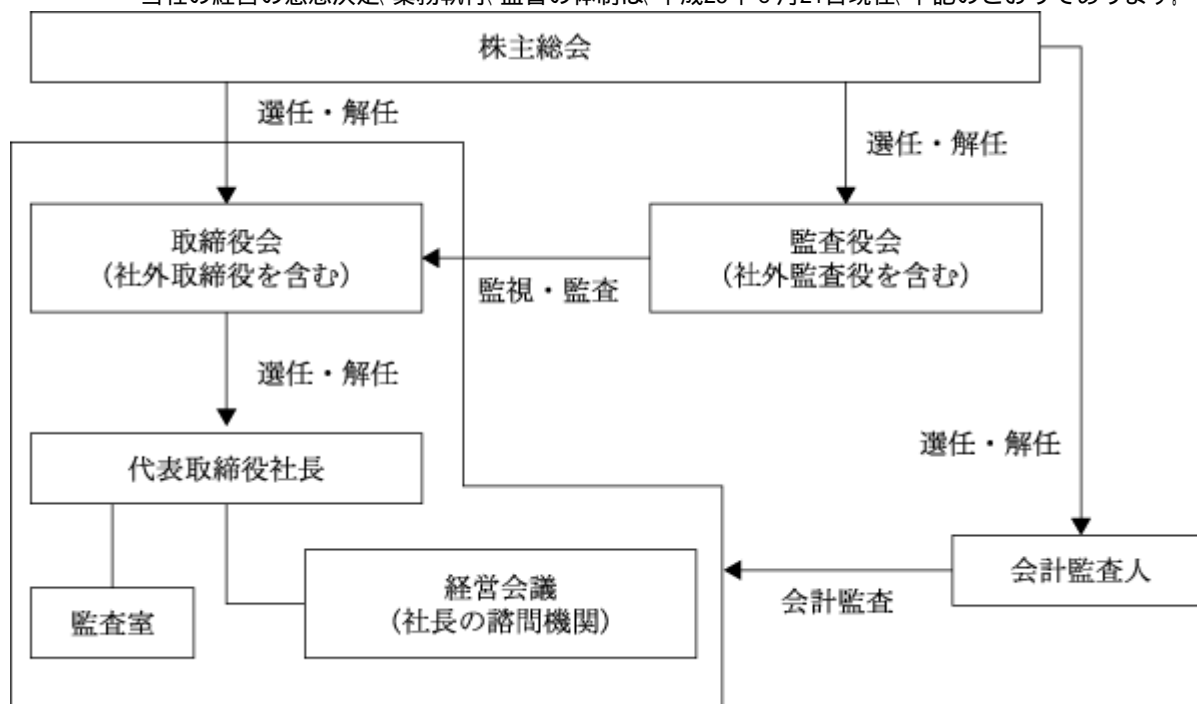 株主総会
選任・解任
選任・解任
取締役会
(社外取締役を含む)
監査役会
(社外監査役を含む)
監視・監査
選任・解任
代表取締役社長
選任・解任
経営会議
(社長の諮問機関)
会計監査人
会計監査
監査室